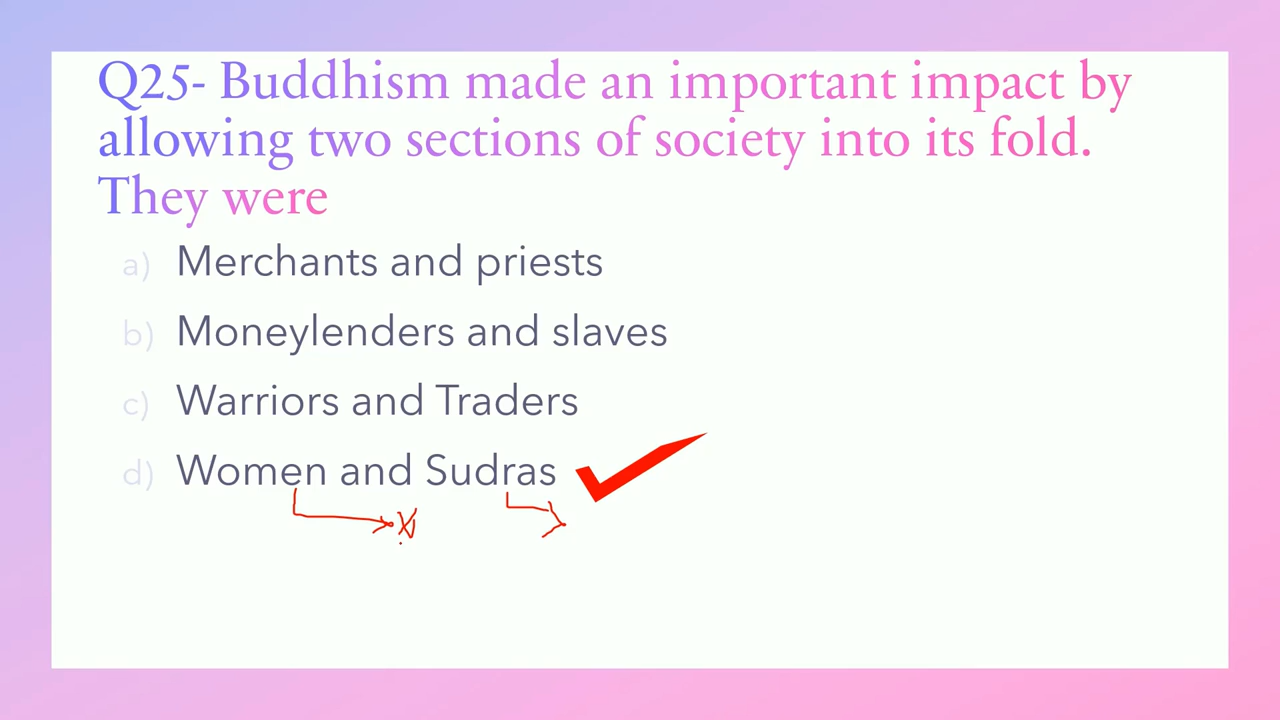 Q25- Buddhism made an important impact by
allowing two sections of society into its fold.
They were
a) Merchants and priests
b) Moneylenders and slaves
c) Warriors and Traders
d) Women and Sudras